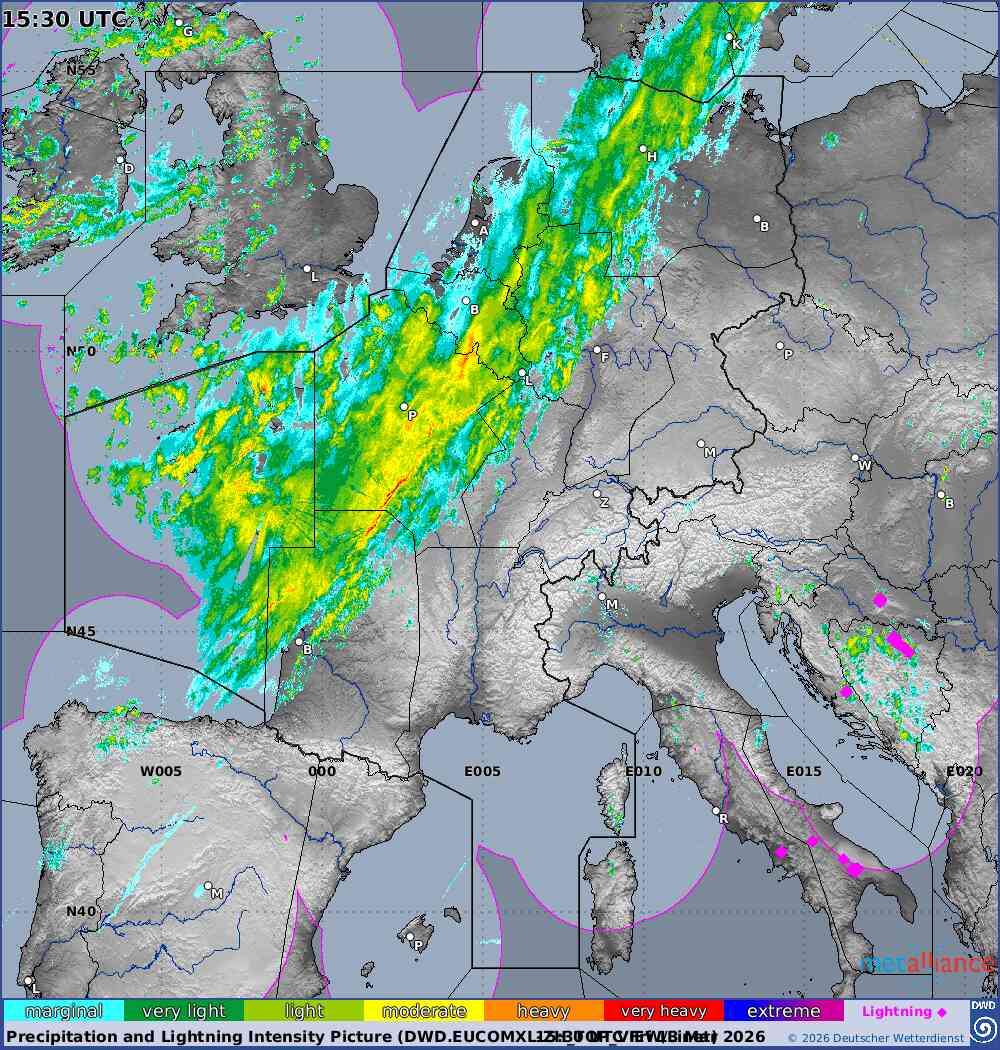 15:30 UTC
G
K
N55
D
H
A
B
L
B
N50
F
P
L
P
M
W
Z
B
M
N45
B
W005
000
E005
E010
E015
E020
R
M
N40
P
L
metalliance
marginal very light light moderate heavy very heavy extreme Lightning
DWD
Precipitation and Lightning Intensity Picture (DWD.EUCOMXL
2026 © 2026 Deutscher Wetterdienst